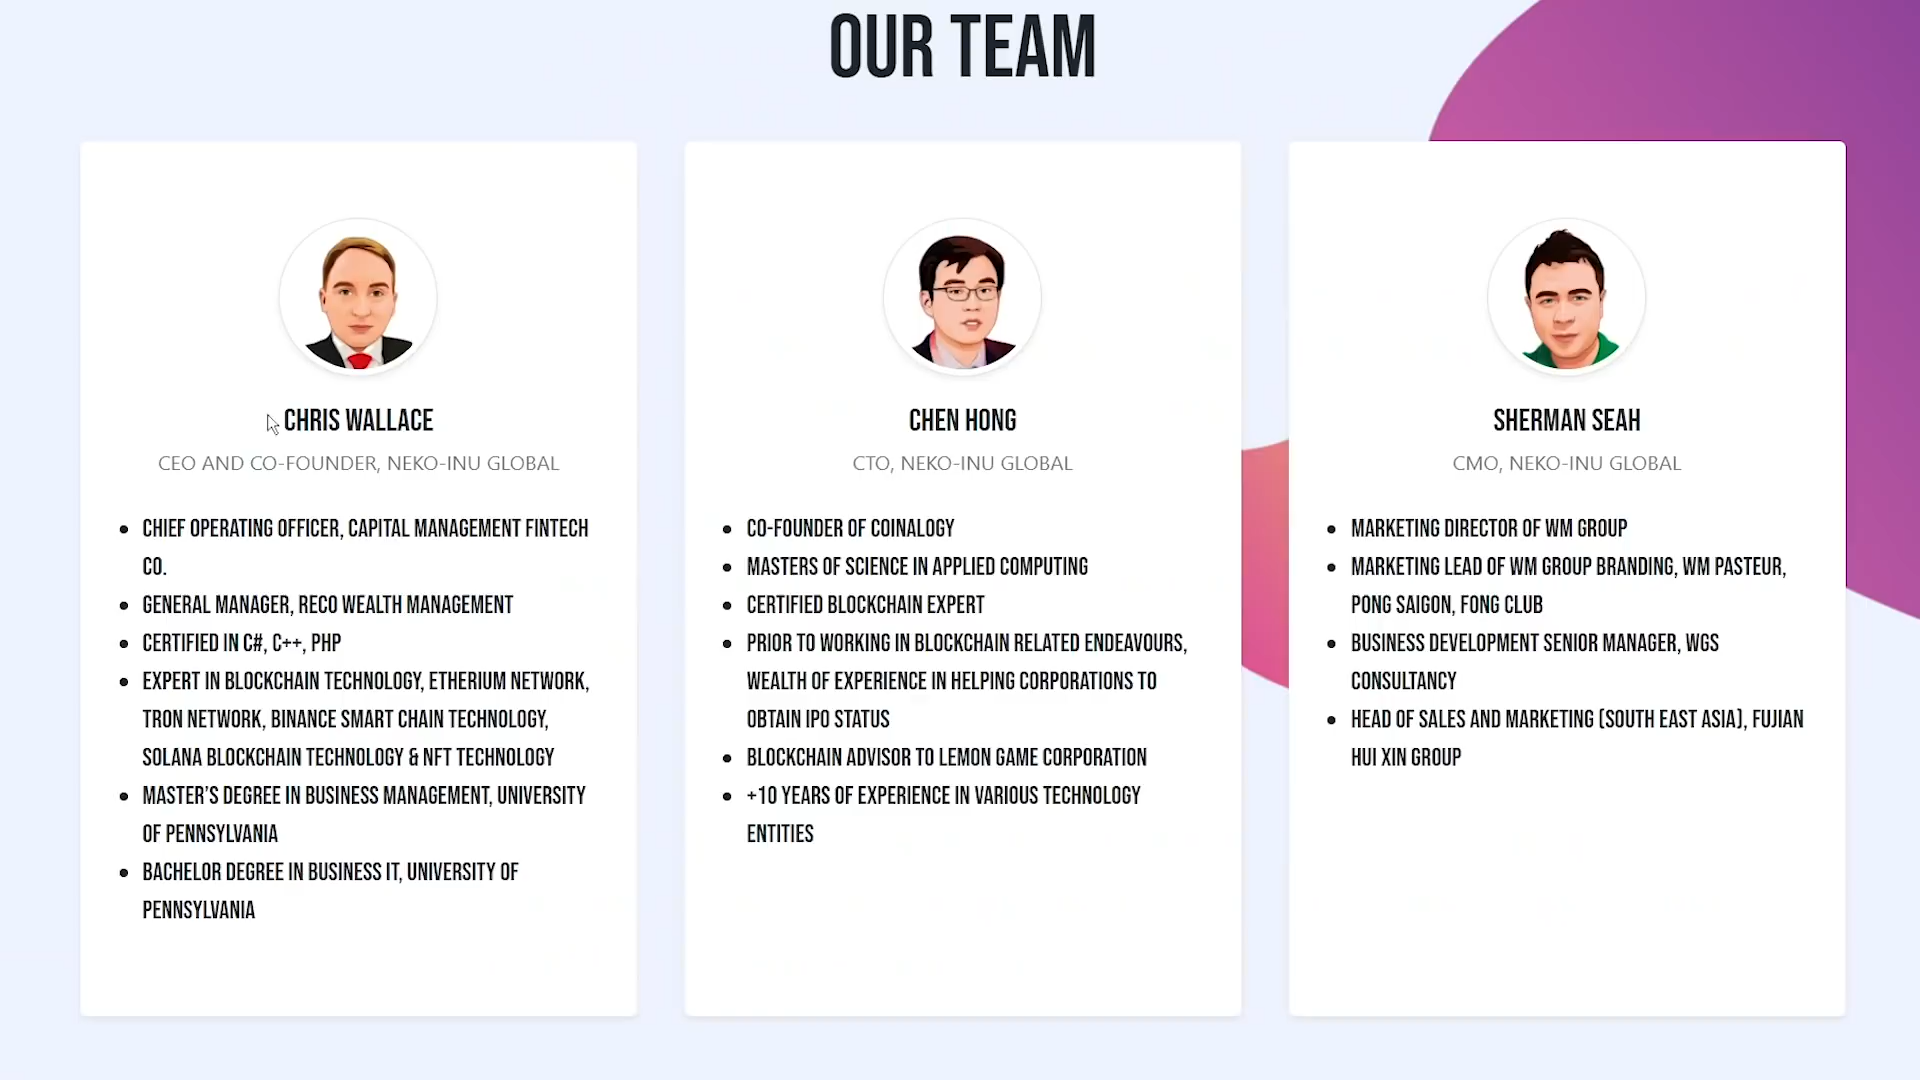 OUR TEAM
CHRIS WALLACE
CEO AND CO-FOUNDER, NEKO-INU GLOBAL
CHIEF OPERATING OFFICER, CAPITAL MANAGEMENT FINTECH
CO.
GENERAL MANAGER, RECO WEALTH MANAGEMENT
CERTIFIED IN C#, C++, PHP
EXPERT IN BLOCKCHAIN TECHNOLOGY, ETHERIUM NETWORK,
TRON NETWORK, BINANCE SMART CHAIN TECHNOLOGY,
SOLANA BLOCKCHAIN TECHNOLOGY & NFT TECHNOLOGY
MASTER'S DEGREE IN BUSINESS MANAGEMENT, UNIVERSITY
OF PENNSYLVANIA
BACHELOR DEGREE IN BUSINESS IT, UNIVERSITY OF
PENNSYLVANIA
CHEN HONG
CTO, NEKO-INU GLOBAL
CO-FOUNDER OF COINALOGY
MASTERS OF SCIENCE IN APPLIED COMPUTING
CERTIFIED BLOCKCHAIN EXPERT
PRIOR TO WORKING IN BLOCKCHAIN RELATED ENDEAVOURS,
WEALTH OF EXPERIENCE IN HELPING CORPORATIONS TO
OBTAIN IPO STATUS
BLOCKCHAIN ADVISOR TO LEMON GAME CORPORATION
+10 YEARS OF EXPERIENCE IN VARIOUS TECHNOLOGY
ENTITIES
SHERMAN SEAH
CMO, NEKO-INU GLOBAL
MARKETING DIRECTOR OF WM GROUP
MARKETING LEAD OF WM GROUP BRANDING, WM PASTEUR,
PONG SAIGON, FONG CLUB
BUSINESS DEVELOPMENT SENIOR MANAGER, WGS
CONSULTANCY
HEAD OF SALES AND MARKETING (SOUTH EAST ASIA), FUJIAN
HUI XIN GROUP